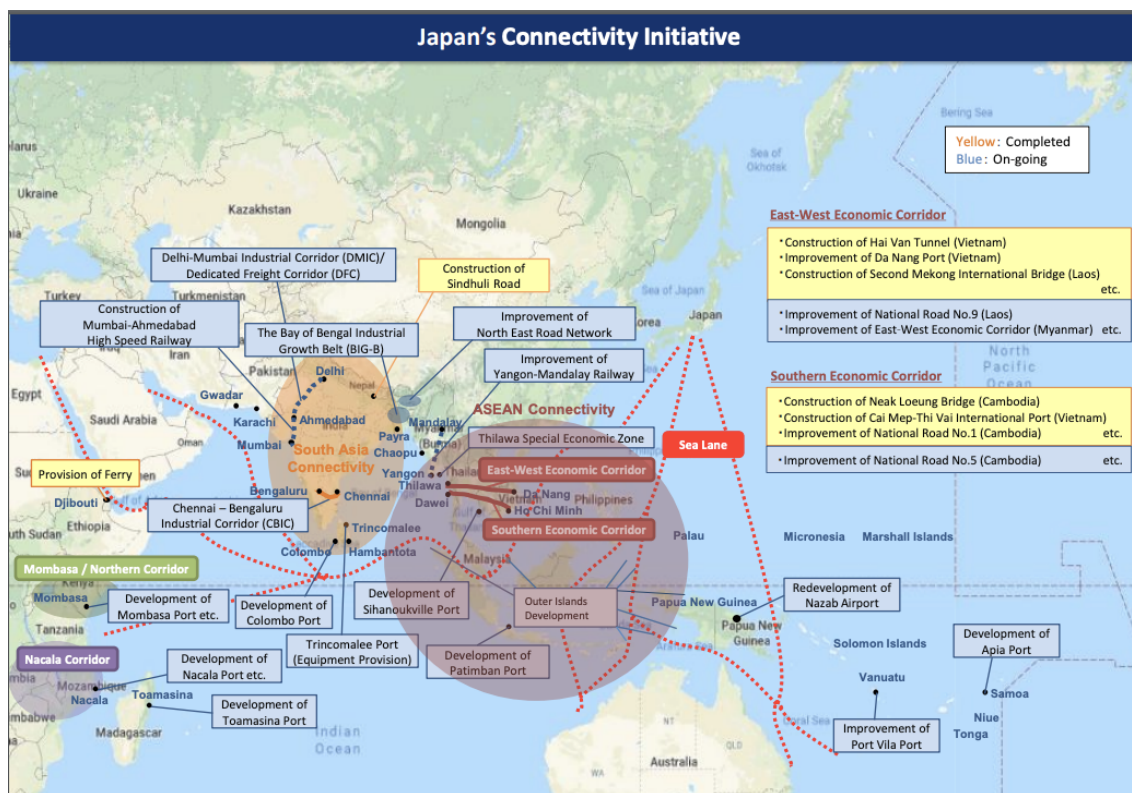 Japan's Connectivity Initiative
Bering Sea
Sea of
Okhotsk
Yellow : Completed
Blue : On-going
Ukraine
Kazakhstan
Mongolia
East-West Economic Corridor
・Construction of Hai Van Tunnel (Vietnam)
・Improvement of Da Nang Port (Vietnam)
・Construction of Second Mekong International Bridge (Laos)
etc.
・Improvement of National Road No.9 (Laos)
・Improvement of East-West Economic Corridor (Myanmar) etc.
Southern Economic Corridor
・Construction of Neak Loeung Bridge (Cambodia)
・Construction of Cai Mep-Thi Vai International Port (Vietnam)
・Improvement of National Road No.1 (Cambodia) etc.
・Improvement of National Road No.5 (Cambodia) etc.
Delhi-Mumbai Industrial Corridor (DMIC)/
Dedicated Freight Corridor (DFC)
Construction of
Sindhuli Road
Turkey
Turkmenistan
Sea of Japan
Japan
Construction of
Mumbai-Ahmedabad
High Speed Railway
The Bay of Bengal Industrial
Growth Belt (BIG-B)
Improvement of
North East Road Network
Improvement of
Yangon-Mandalay Railway
Iraq
Iran
Pakistan
Nepal
Egypt
Saudi Arabia
Oman
North
Pacific
Ocean
Delhi
Gwadar
Karachi
Ahmedabad
Mumbai
India
South Asia
Connectivity
Payra
Mandalay
(Burma)
Chaopu
Yangon
Thilawa
Dawei
ASEAN Connectivity
Thilawa Special Economic Zone
East-West Economic Corridor
Sea Lane
Da Nang
Vietnam
Philippines
Ho Chi Minh
Southern Economic Corridor
Provision of Ferry
Djibouti
Ethiopia
Bengaluru
Chennai
Chennai – Bengaluru
Industrial Corridor (CBIC)
Trincomalee
Colombo
Hambantota
Malaysia
Palau
Micronesia
Marshall Islands
Mombasa / Northern Corridor
Kenya
Mombasa
Development of
Mombasa Port etc.
Development of
Colombo Port
Trincomalee Port
(Equipment Provision)
Development of
Sihanoukville Port
Outer Islands
Development
Development of
Patimban Port
Papua New Guinea
Papua New
Guinea
Redevelopment of
Nazab Airport
Solomon Islands
Development of
Apia Port
Tanzania
Nacala Corridor
Development of
Nacala Port etc.
Mozambique
Nacala
Toamasina
Development of
Toamasina Port
Madagascar
Indian
Ocean
Vanuatu
Samoa
Niue
Tonga
Improvement of
Port Vila Port
Coral Sea
Australia
NT
QLD
WA